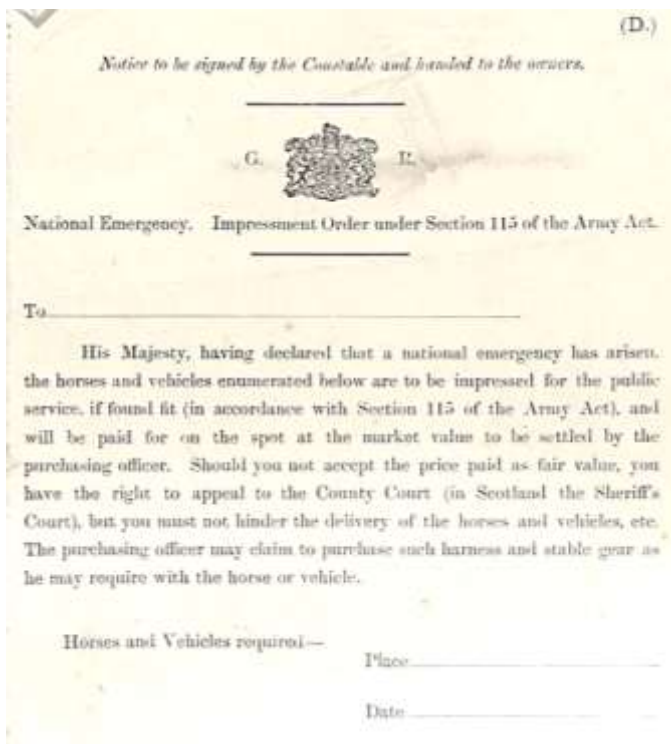 (D.)
Notice to be signed by the Constable and handed to the owners.
G. R.
National Emergency. Impressment Order under Section 115 of the Army Act.
To
His Majesty, having declared that a national emergency has arisen,
the horses and vehicles enumerated below are to be impressed for the public
service, if found fit (in accordance with Section 115 of the Army Act), and
will be paid for on the spot at the market value to be settled by the
purchasing officer. Should you not accept the price paid as fair value, you
have the right to appeal to the County Court (in Scotland the Sheriff's
Court), but you must not hinder the delivery of the horses and vehicles, etc.
The purchasing officer may claim to purchase such harness and stable gear as
he may require with the horse or vehicle.
Horses and Vehicles required—
Place
Date